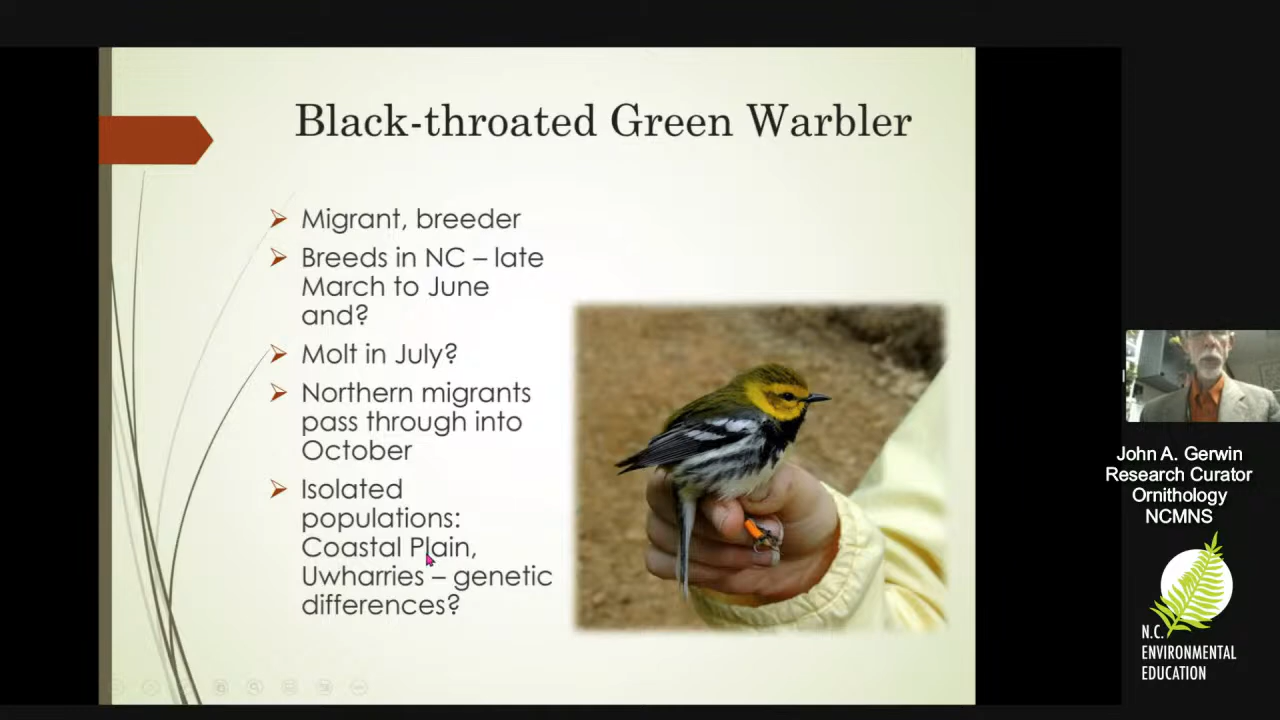 Black-throated Green Warbler
Migrant, breeder
Breeds in NC – late
March to June
and?
Molt in July?
Northern migrants
pass through into
October
Isolated
populations:
Coastal Plain,
Uwharries – genetic
differences?
John A. Gerwin
Research Curator
Ornithology
NCMNS
N.C.
ENVIRONMENTAL
EDUCATION